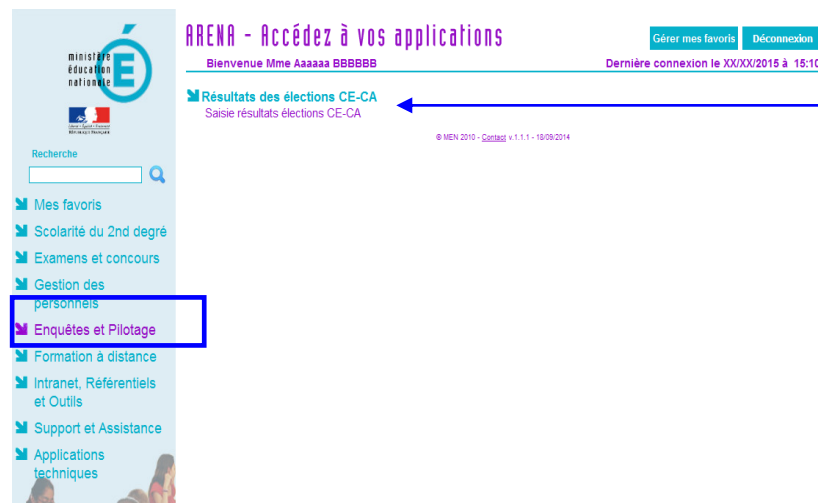 ministère
éducation
nationale
Recherche
Mes favoris
Scolarité du 2nd degré
Examens et concours
Gestion des
personnels
Enquêtes et Pilotage
Formation à distance
Intranet, Référentiels
et Outils
Support et Assistance
Applications
techniques
ARENA - Accédez à vos applications
Gérer mes favoris
Déconnexion
Bienvenue Mme Aaaaaa BBBBBB
Dernière connexion le XX/XX/2015 à 15:10
Résultats des élections CE-CA
Saisie résultats élections CE-CA
© MEN 2010 - Contact v.1.1.1 - 18/09/2014